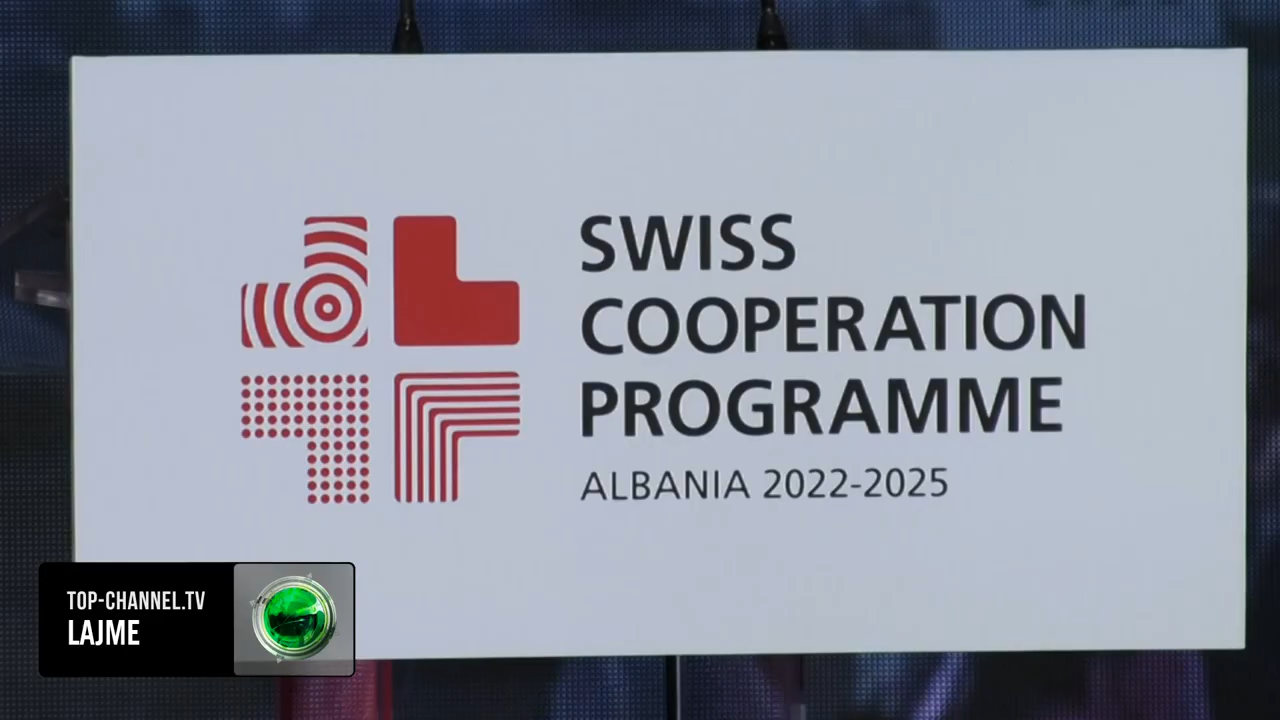 SWISS
COOPERATION
PROGRAMME
ALBANIA 2022-2025
TOP-CHANNEL.TV
LAJME